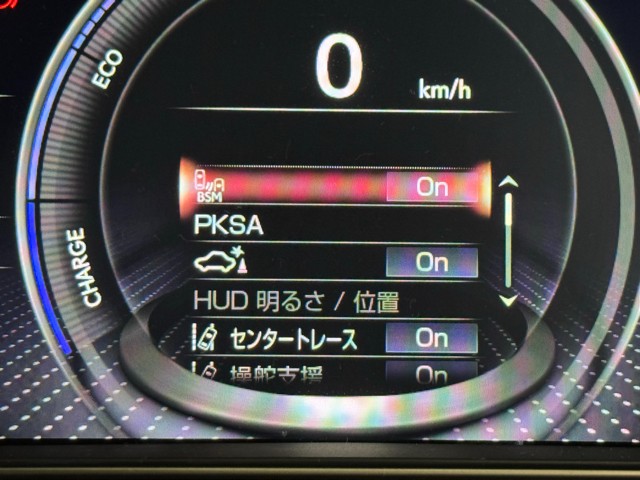 ECO
0 km/h
CHARGE
BSM On
PKSA
On
HUD 明るさ / 位置
センタートレース On
操舵支援 On